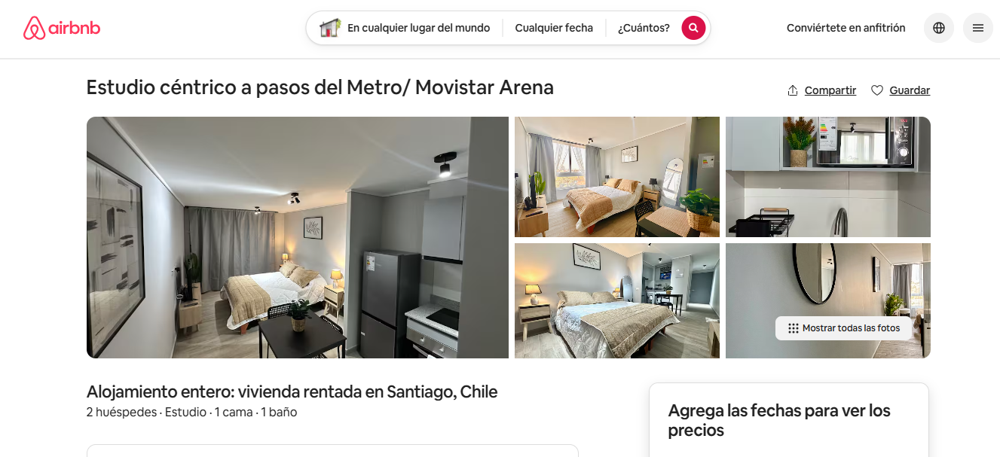 airbnb
En cualquier lugar del mundo
Cualquier fecha
¿Cuántos?
Conviértete en anfitrión
Estudio céntrico a pasos del Metro/ Movistar Arena
Compartir
Guardar
Mostrar todas las fotos
Alojamiento entero: vivienda rentada en Santiago, Chile
2 huéspedes · Estudio · 1 cama · 1 baño
Agrega las fechas para ver los
precios